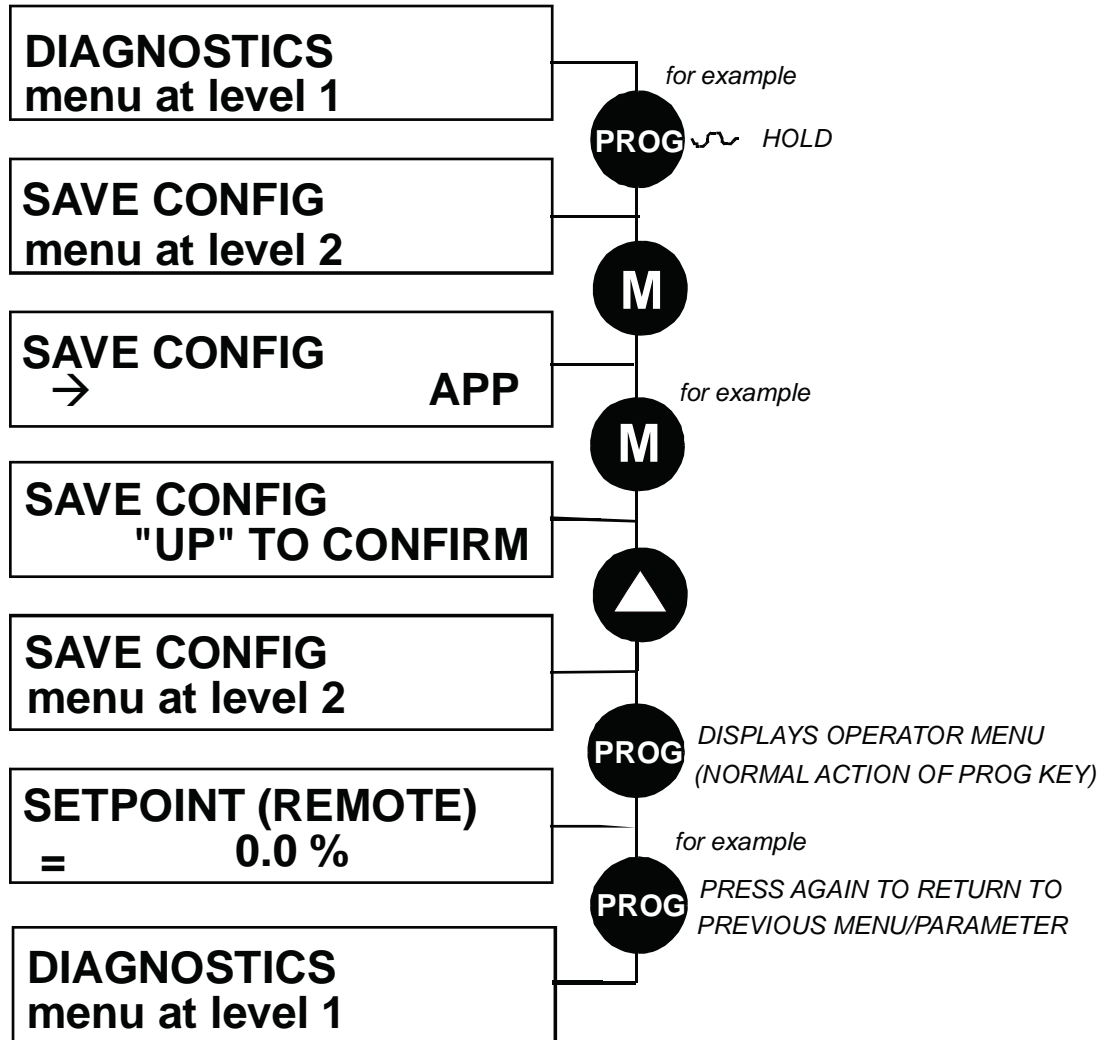 DIAGNOSTICS
menu at level 1
for example
PROG
HOLD
SAVE CONFIG
menu at level 2
M
SAVE CONFIG
→ APP
for example
M
SAVE CONFIG
"UP" TO CONFIRM
SAVE CONFIG
menu at level 2
PROG
DISPLAYS OPERATOR MENU
(NORMAL ACTION OF PROG KEY)
SETPOINT (REMOTE)
= 0.0 %
for example
PROG
PRESS AGAIN TO RETURN TO
PREVIOUS MENU/PARAMETER
DIAGNOSTICS
menu at level 1